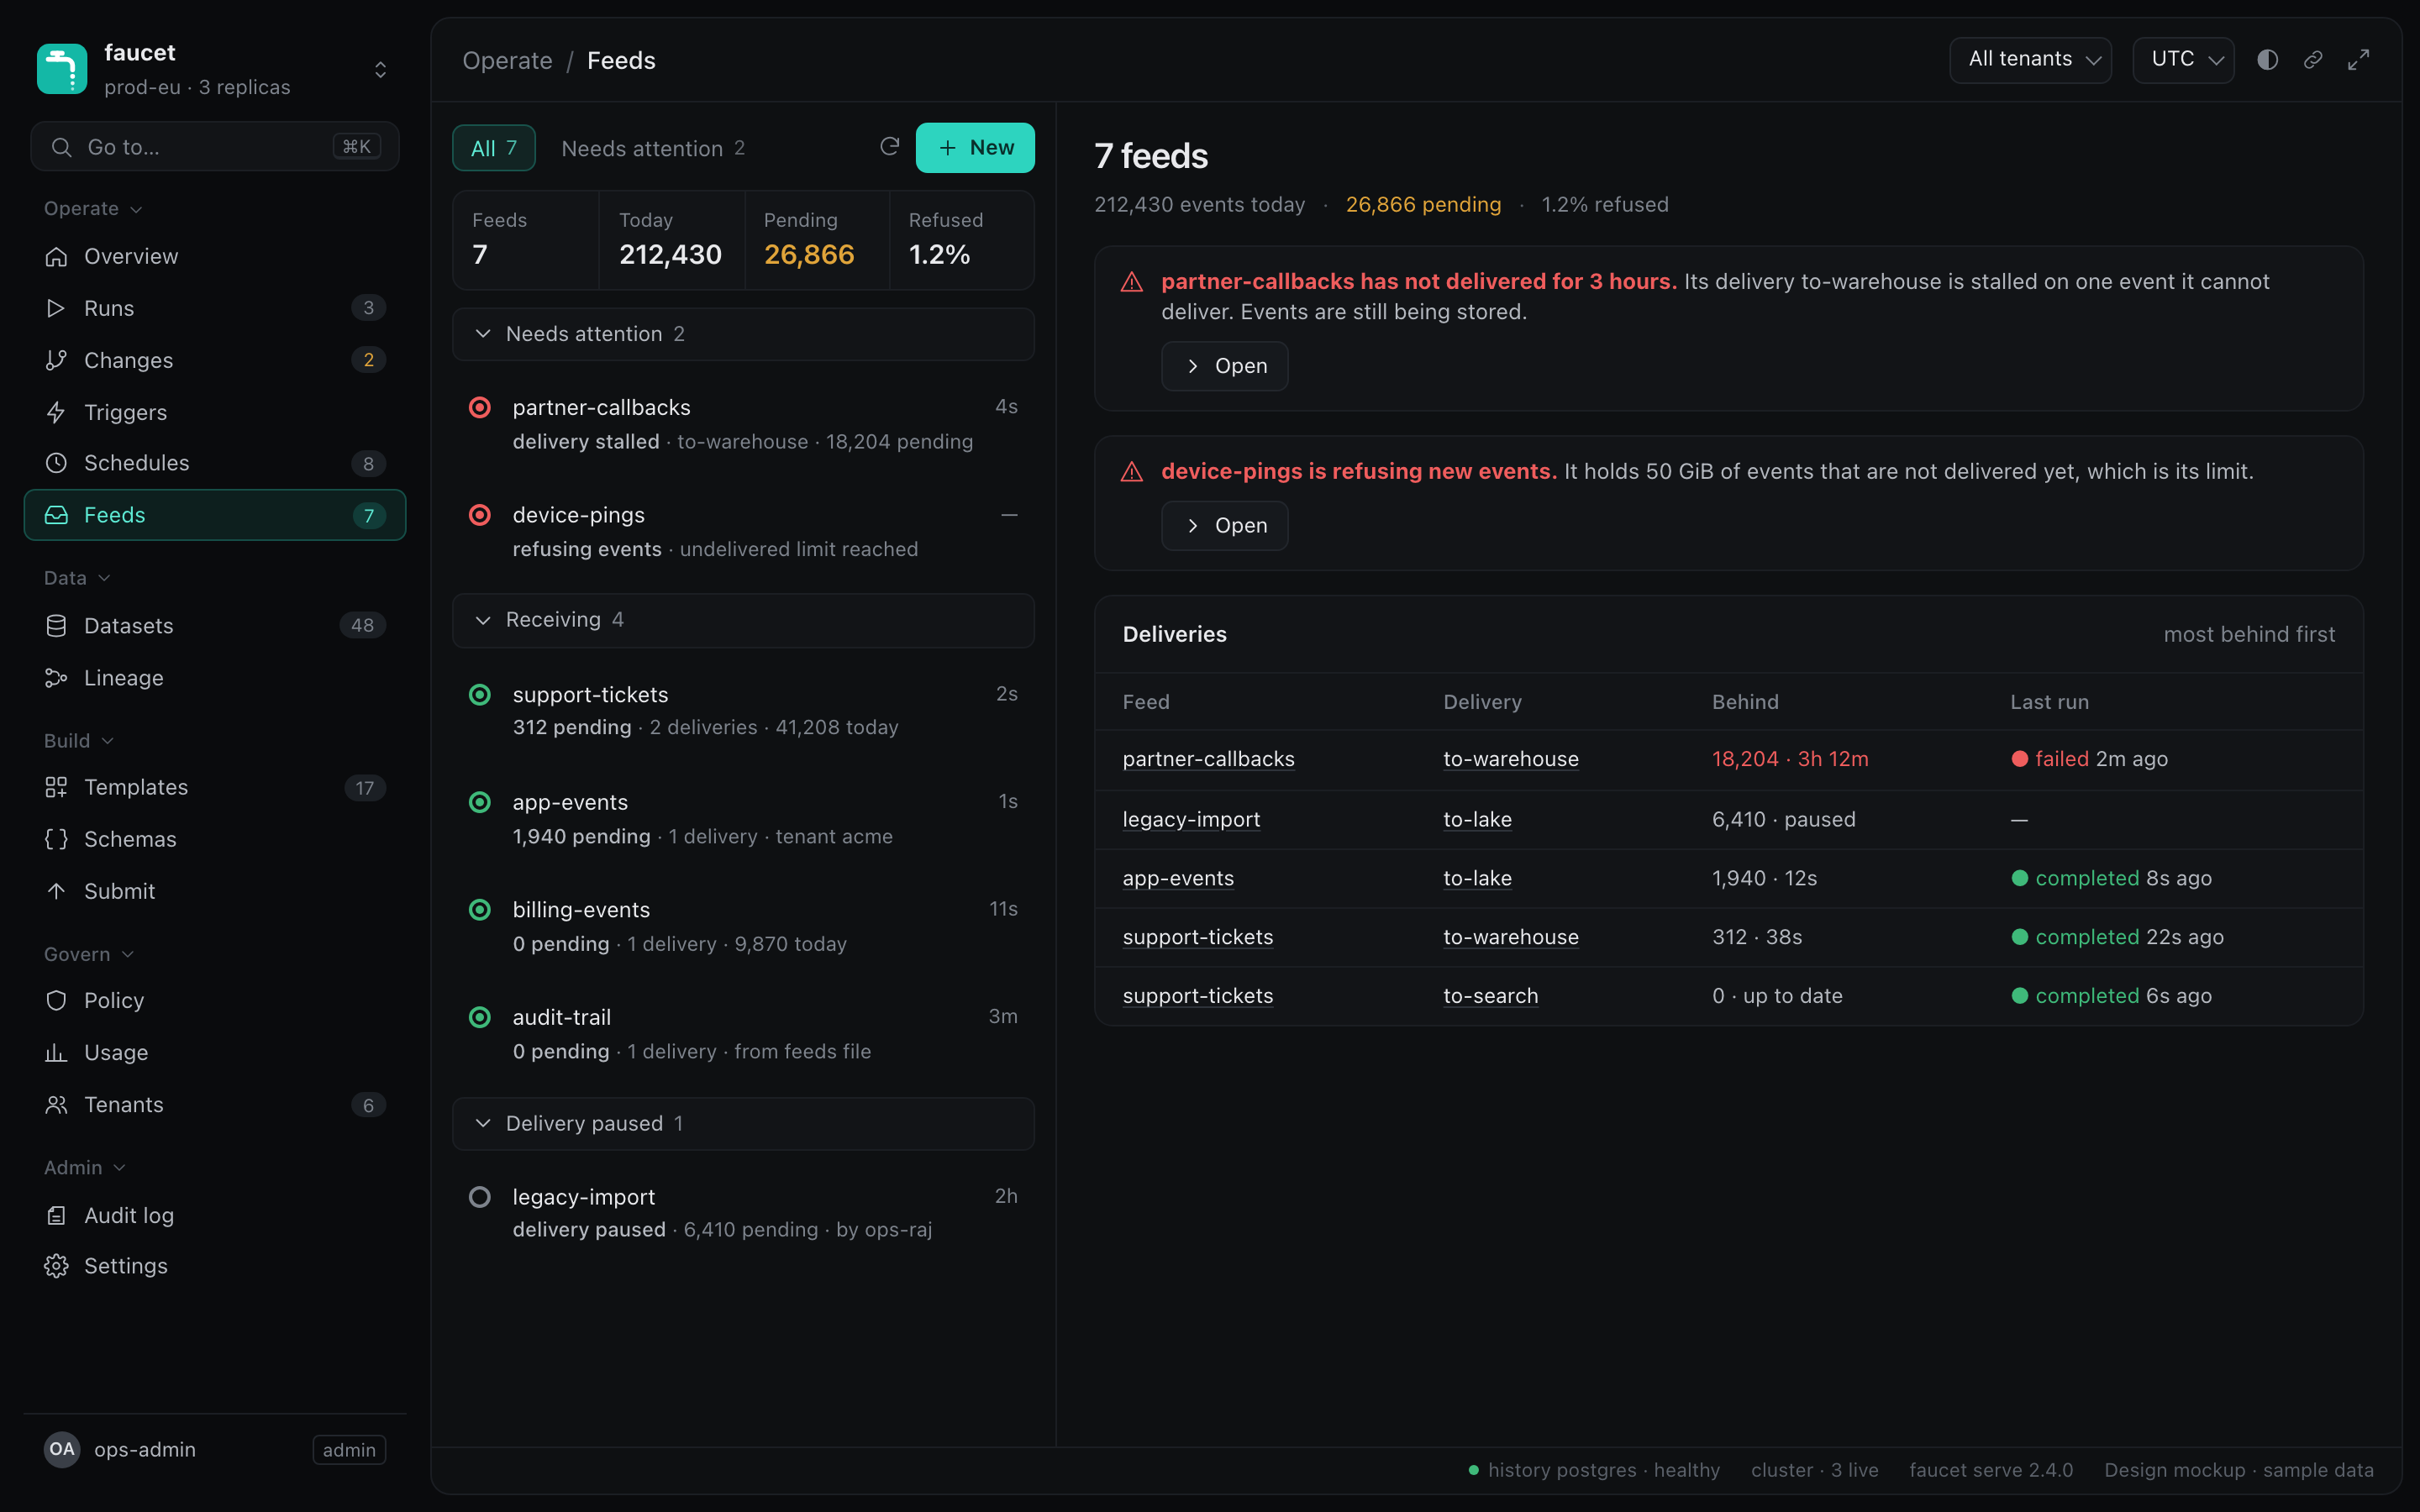 faucet
prod-eu · 3 replicas
Go to...
⌘K
Operate
Overview
Runs 3
Changes 2
Triggers
Schedules 8
Feeds 7
Data
Datasets 48
Lineage
Build
Templates 17
Schemas
Submit
Govern
Policy
Usage
Tenants 6
Admin
Audit log
Settings
OA ops-admin admin
Operate / Feeds
All tenants
UTC
All 7
Needs attention 2
+ New
Feeds
7
Today
212,430
Pending
26,866
Refused
1.2%
Needs attention 2
partner-callbacks 4s
delivery stalled · to-warehouse · 18,204 pending
device-pings —
refusing events · undelivered limit reached
Receiving 4
support-tickets 2s
312 pending · 2 deliveries · 41,208 today
app-events 1s
1,940 pending · 1 delivery · tenant acme
billing-events 11s
0 pending · 1 delivery · 9,870 today
audit-trail 3m
0 pending · 1 delivery · from feeds file
Delivery paused 1
legacy-import 2h
delivery paused · 6,410 pending · by ops-raj
7 feeds
212,430 events today · 26,866 pending · 1.2% refused
partner-callbacks has not delivered for 3 hours. Its delivery to-warehouse is stalled on one event it cannot
deliver. Events are still being stored.
Open
device-pings is refusing new events. It holds 50 GiB of events that are not delivered yet, which is its limit.
Open
Deliveries most behind first
Feed Delivery Behind Last run
partner-callbacks to-warehouse 18,204 · 3h 12m failed 2m ago
legacy-import to-lake 6,410 · paused —
app-events to-lake 1,940 · 12s completed 8s ago
support-tickets to-warehouse 312 · 38s completed 22s ago
support-tickets to-search 0 · up to date completed 6s ago
history postgres · healthy cluster · 3 live faucet serve 2.4.0 Design mockup · sample data